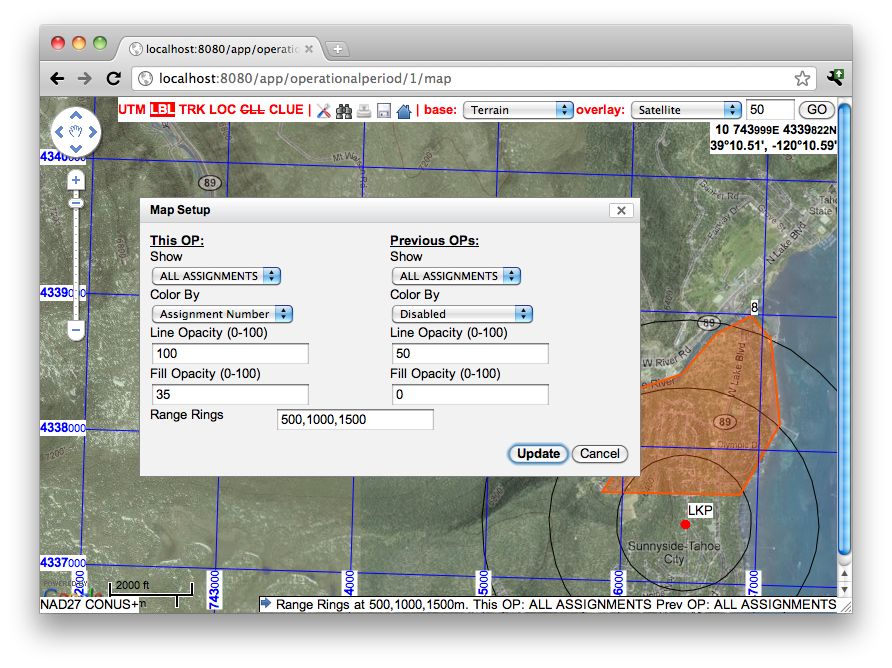 localhost:8080/app/operatio
localhost:8080/app/operationalperiod/1/map
UTM LBL TRK LOC CLL CLUE | | base: Terrain overlay: Satellite 50 GO
10 743999E 4339822N
39°10.51', -120°10.59'
4340000
89
Map Setup
This OP:
Show
ALL ASSIGNMENTS
Color By
Assignment Number
Line Opacity (0-100)
100
Fill Opacity (0-100)
35
Range Rings
500,1000,1500
Previous OPs:
Show
ALL ASSIGNMENTS
Color By
Disabled
Line Opacity (0-100)
50
Fill Opacity (0-100)
0
Update Cancel
N Lake Blvd
4339000
8
89
W River Rd
W Lake Blvd
89
4338000
7200
LKP
Sunnyside-Tahoe
City
4337000
POWERED BY
2000 ft
NAD27 CONUS+
743000
4000
5000
6000
7000
Range Rings at 500,1000,1500m. This OP: ALL ASSIGNMENTS Prev OP: ALL ASSIGNMENTS